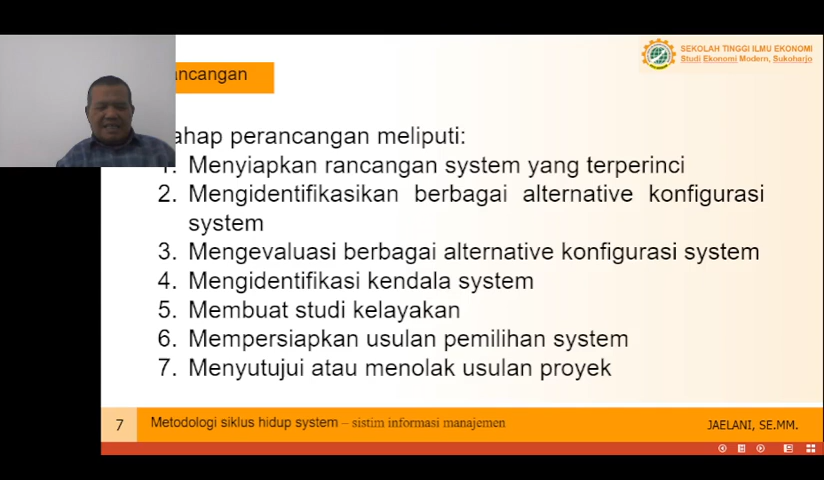 SEKOLAH TINGGI ILMU EKONOMI
Studi Ekonomi Modern, Sukoharjo
ancangan
ahap perancangan meliputi:
1. Menyiapkan rancangan system yang terperinci
2. Mengidentifikasikan berbagai alternative konfigurasi
system
3. Mengevaluasi berbagai alternative konfigurasi system
4. Mengidentifikasi kendala system
5. Membuat studi kelayakan
6. Mempersiapkan usulan pemilihan system
7. Menyutujui atau menolak usulan proyek
7 Metodologi siklus hidup system – sistim informasi manajemen JAELANI, SE.MM.